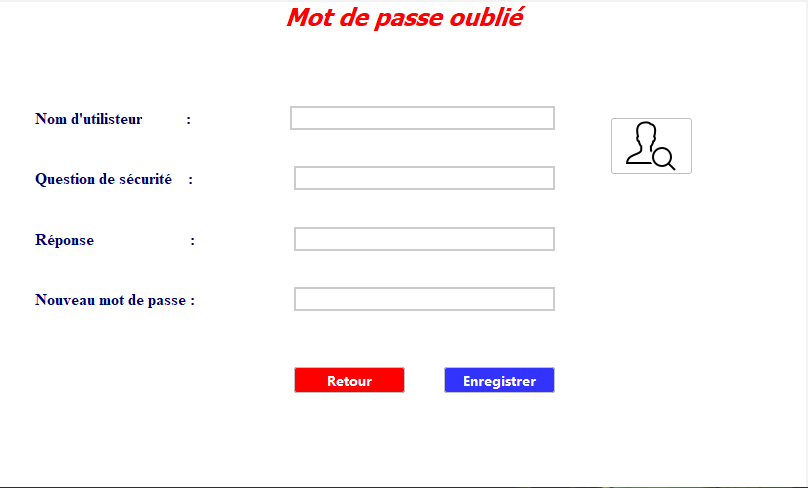 Mot de passe oublié
Nom d'utilisteur :
Question de sécurité :
Réponse :
Nouveau mot de passe :
Retour Enregistrer